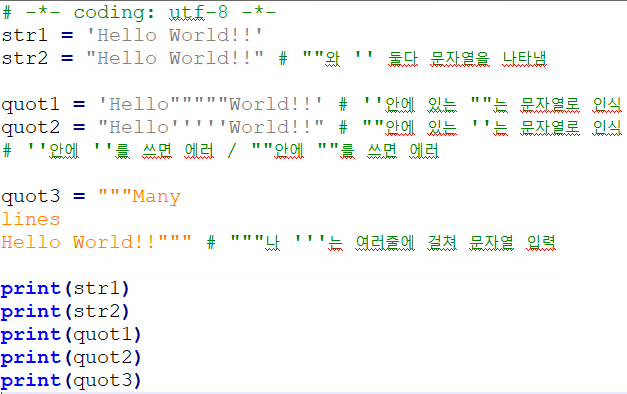 # -*- coding: utf-8 -*-
str1 = 'Hello World!!'
str2 = "Hello World!!" # ""와 '' 둘다 문자열을 나타냄
quot1 = 'Hello"""""World!!' # ''안에 있는 ""는 문자열로 인식
quot2 = "Hello'''''World!!" # ""안에 있는 ''는 문자열로 인식
# ''안에 ''를 쓰면 에러 / ""안에 ""를 쓰면 에러
quot3 = """Many
lines
Hello World!!""" # """나 '''는 여러줄에 걸쳐 문자열 입력
print(str1)
print(str2)
print(quot1)
print(quot2)
print(quot3)